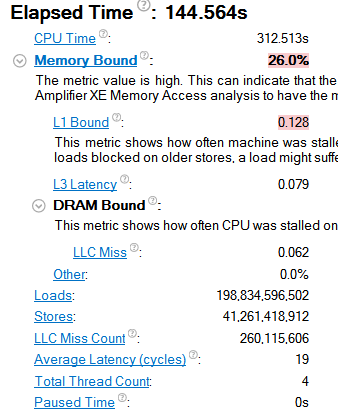 Elapsed Time : 144.564s
CPU Time : 312.513s
Memory Bound : 26.0%
The metric value is high. This can indicate that the
Amplifier XE Memory Access analysis to have the
L1 Bound : 0.128
This metric shows how often machine was
loads blocked on older stores, a load might
L3 Latency : 0.079
DRAM Bound :
This metric shows how often CPU was stalled on
LLC Miss : 0.062
Other: 0.0%
Loads: 198,834,596,502
Stores: 41,261,418,912
LLC Miss Count : 260,115,606
Average Latency (cycles) : 19
Total Thread Count: 4
Paused Time : 0s